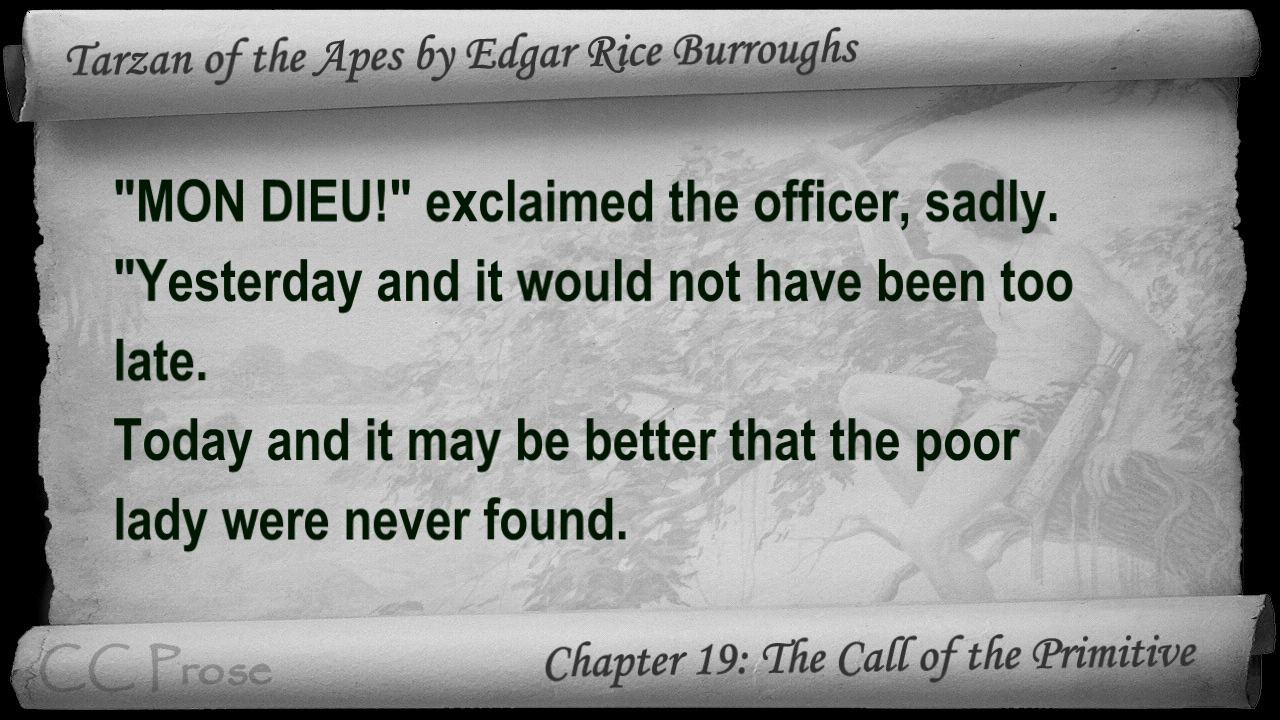 Tarzan of the Apes by Edgar Rice Burroughs
"MON DIEU!" exclaimed the officer, sadly.
"Yesterday and it would not have been too
late.
Today and it may be better that the poor
lady were never found.
CC Prose
Chapter 19: The Call of the Primitive